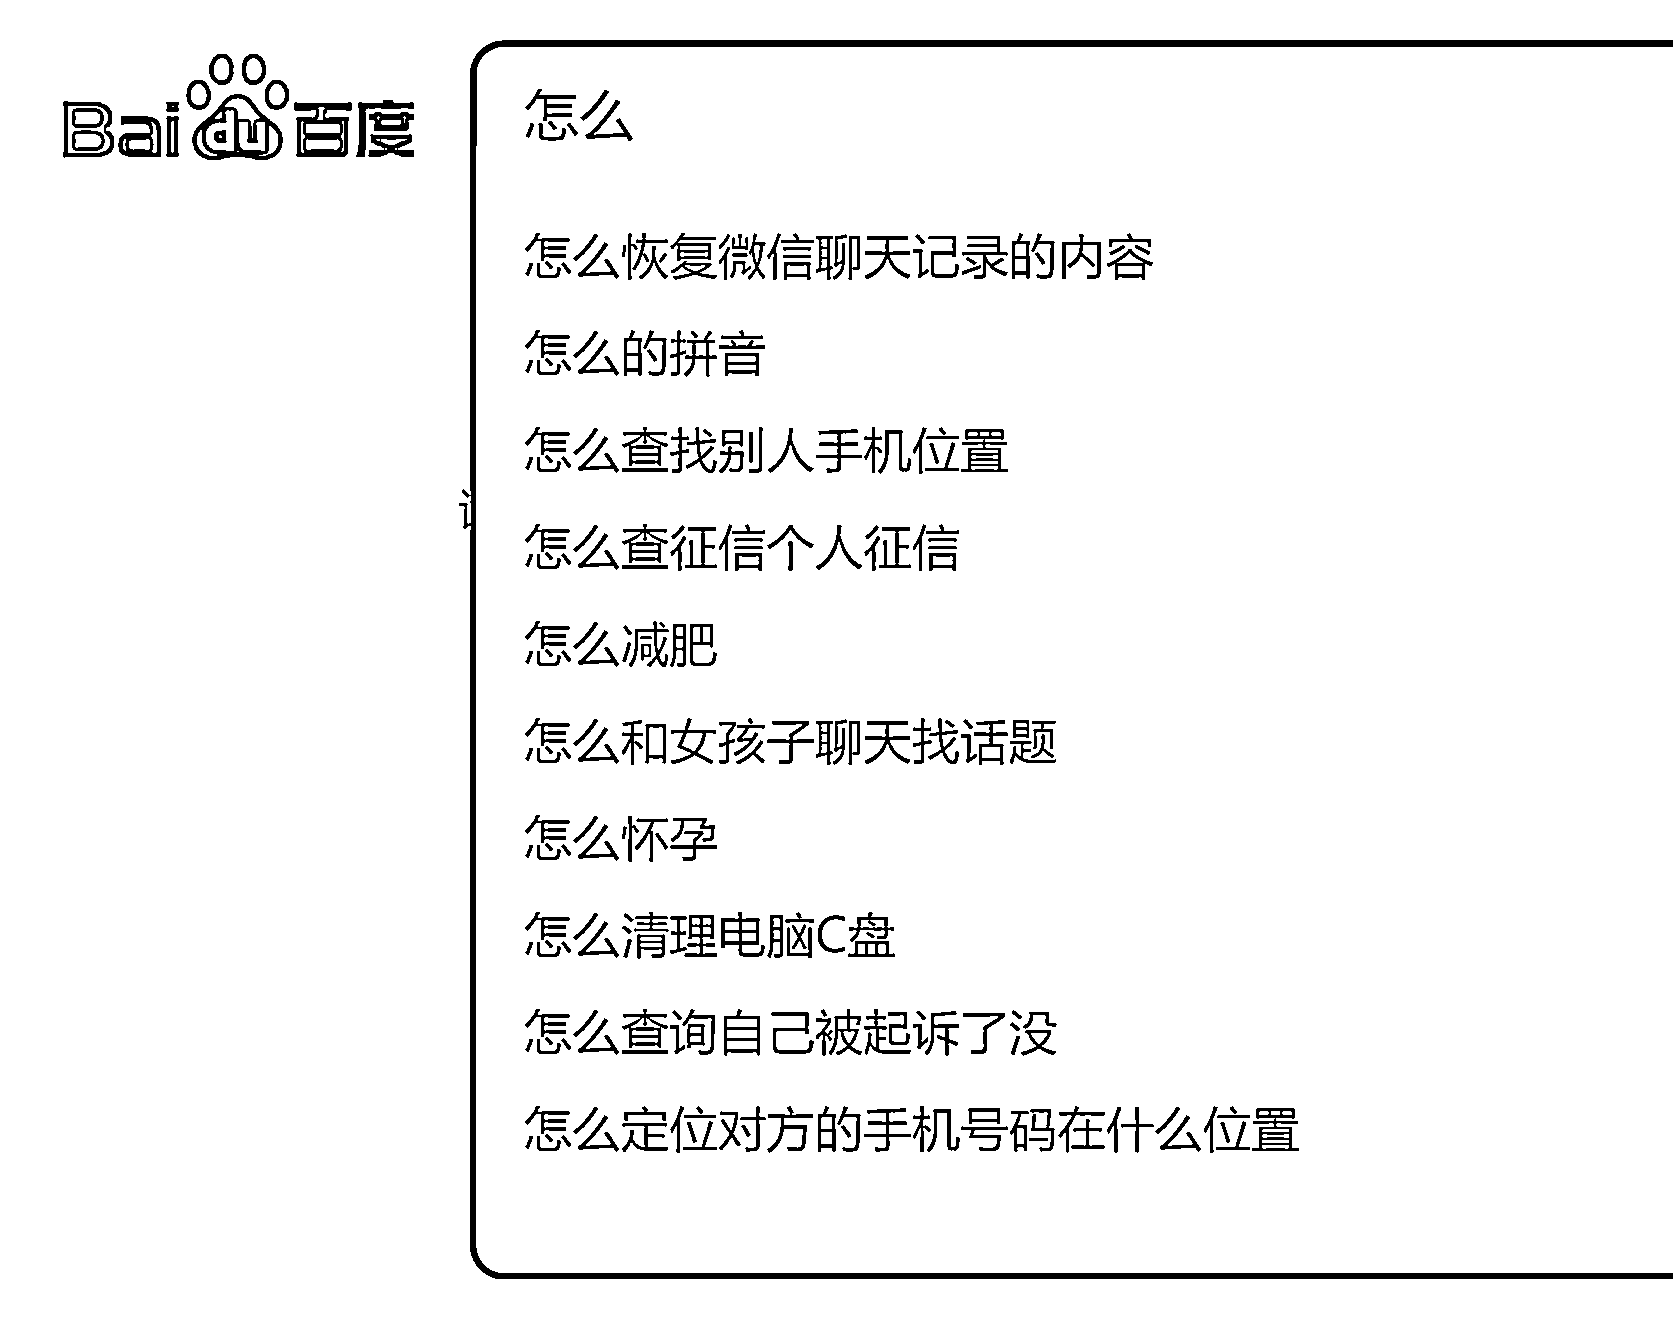 Baidu百度
怎么
怎么恢复微信聊天记录的内容
怎么的拼音
怎么查找别人手机位置
怎么查征信个人征信
怎么减肥
怎么和女孩子聊天找话题
怎么怀孕
怎么清理电脑C盘
怎么查询自己被起诉了没
怎么定位对方的手机号码在什么位置